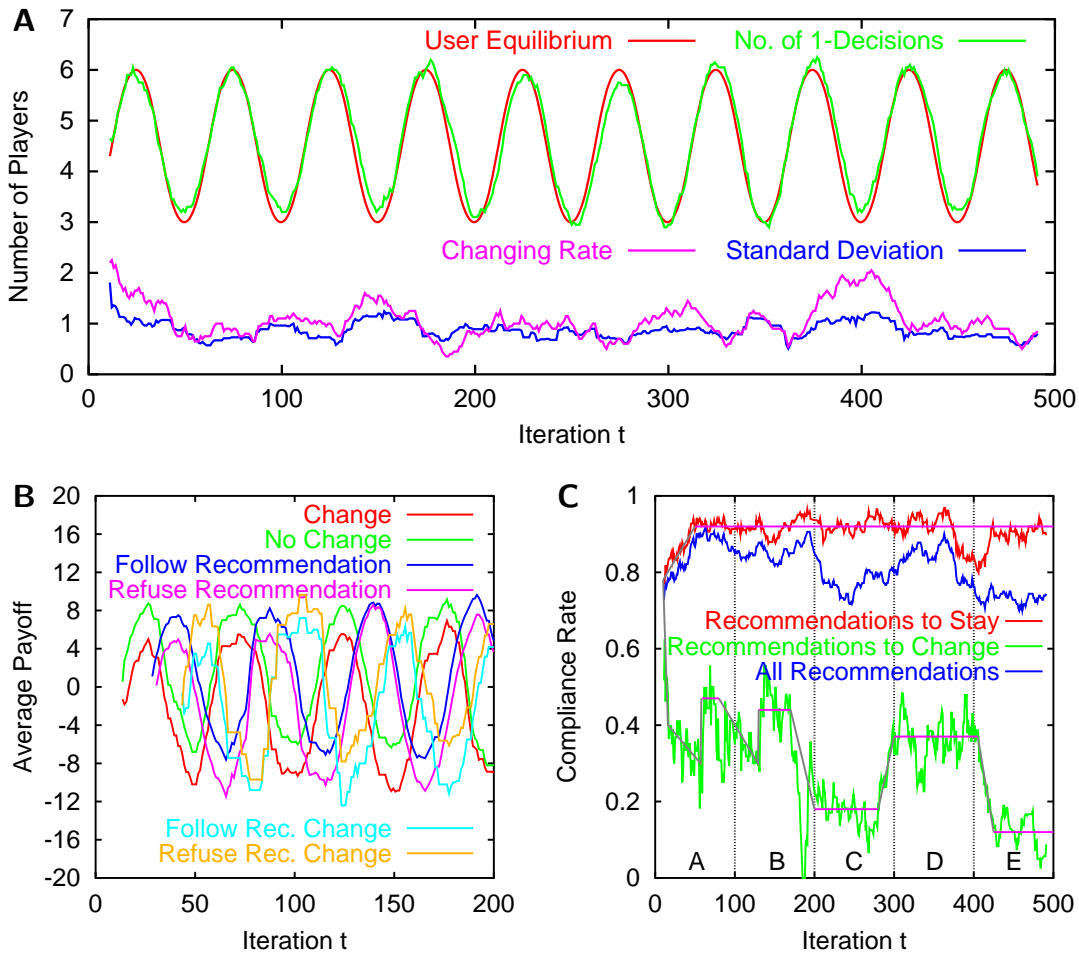 A
7
6
5
4
3
2
1
0
Number of Players
User Equilibrium
No. of 1-Decisions
Changing Rate
Standard Deviation
0 100 200 300 400 500
Iteration t
B
20
16
12
8
4
0
-4
-8
-12
-16
-20
Average Payoff
Change
No Change
Follow Recommendation
Refuse Recommendation
Follow Rec. Change
Refuse Rec. Change
0 50 100 150 200
Iteration t
C
1
0.8
0.6
0.4
0.2
0
Compliance Rate
Recommendations to Stay
Recommendations to Change
All Recommendations
A B C D E
0 100 200 300 400 500
Iteration t